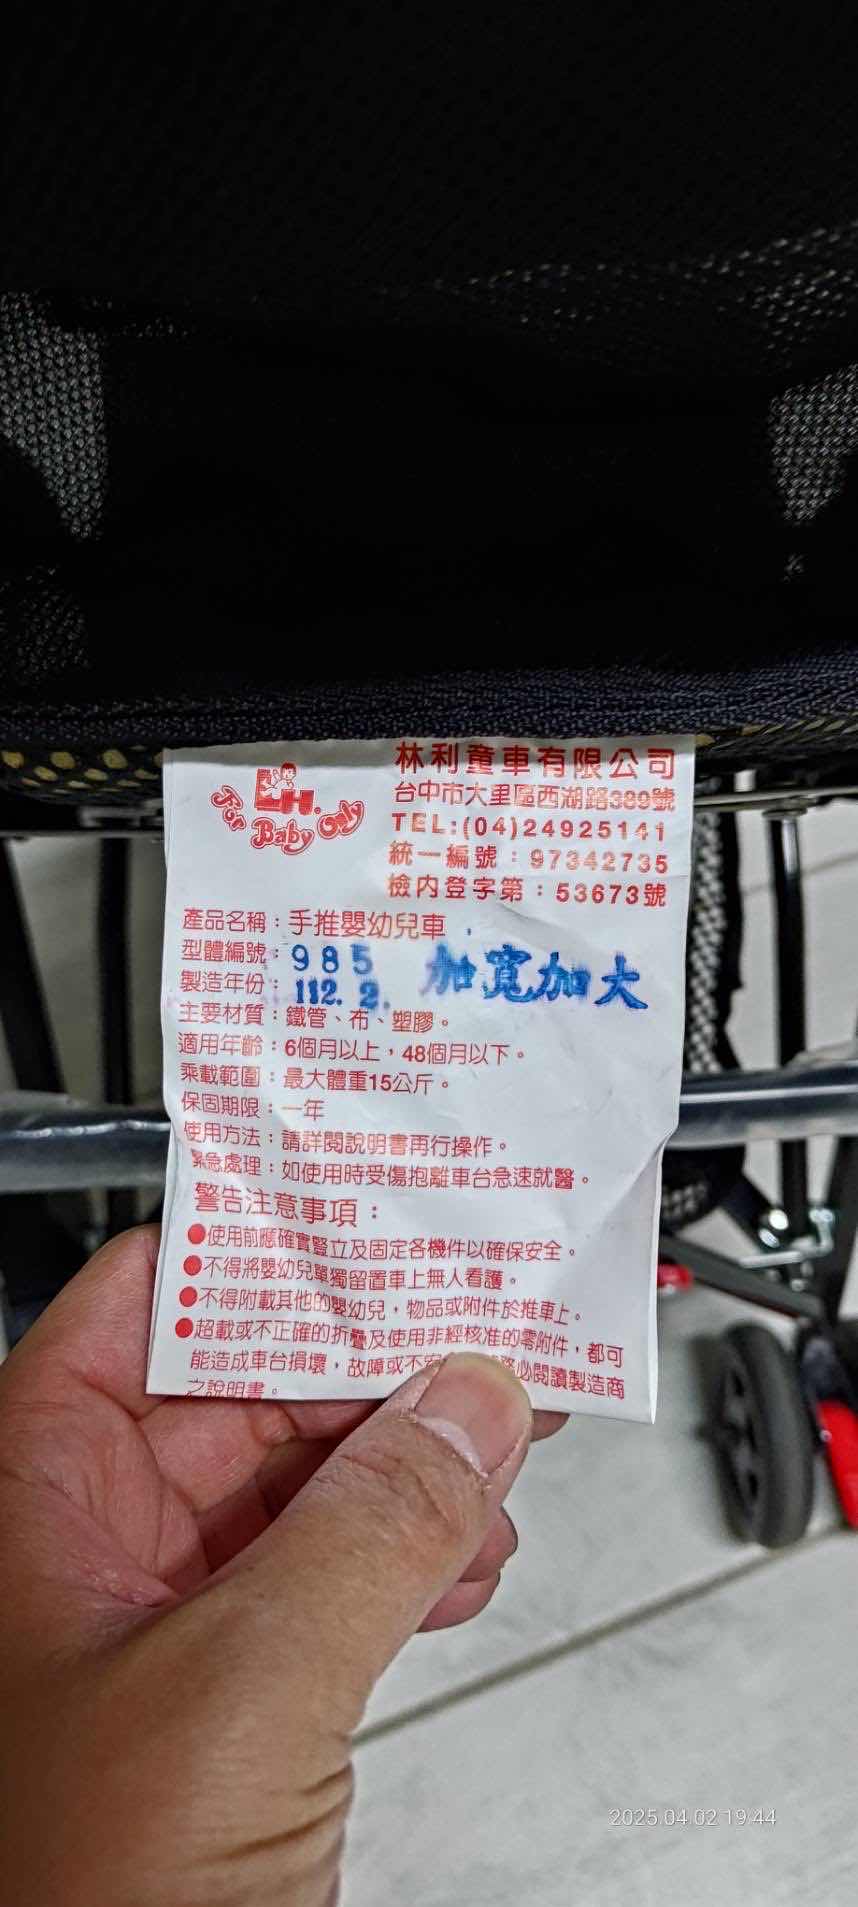 LH.
For Baby Only
林利童車有限公司
台中市大里區西湖路389號
TEL:(04)24925141
統一編號：97342735
檢內登字第：53673號
產品名稱：手推嬰幼兒車
型體編號：985 加寬加大
製造年份：112.2.
主要材質：鐵管、布、塑膠。
適用年齡：6個月以上，48個月以下。
乘載範圍：最大體重15公斤。
保固期限：一年
使用方法：請詳閱說明書再行操作。
緊急處理：如使用時受傷抱離車台急速就醫。
警告注意事項：
●使用前應確實豎立及固定各機件以確保安全。
●不得將嬰幼兒單獨留置車上無人看護。
●不得附載其他的嬰幼兒，物品或附件於推車上。
●超載或不正確的折疊及使用非經核准的零附件，都可
能造成車台損壞，故障或不 必閱讀製造商
之說明書。
2025.04.02 19:44